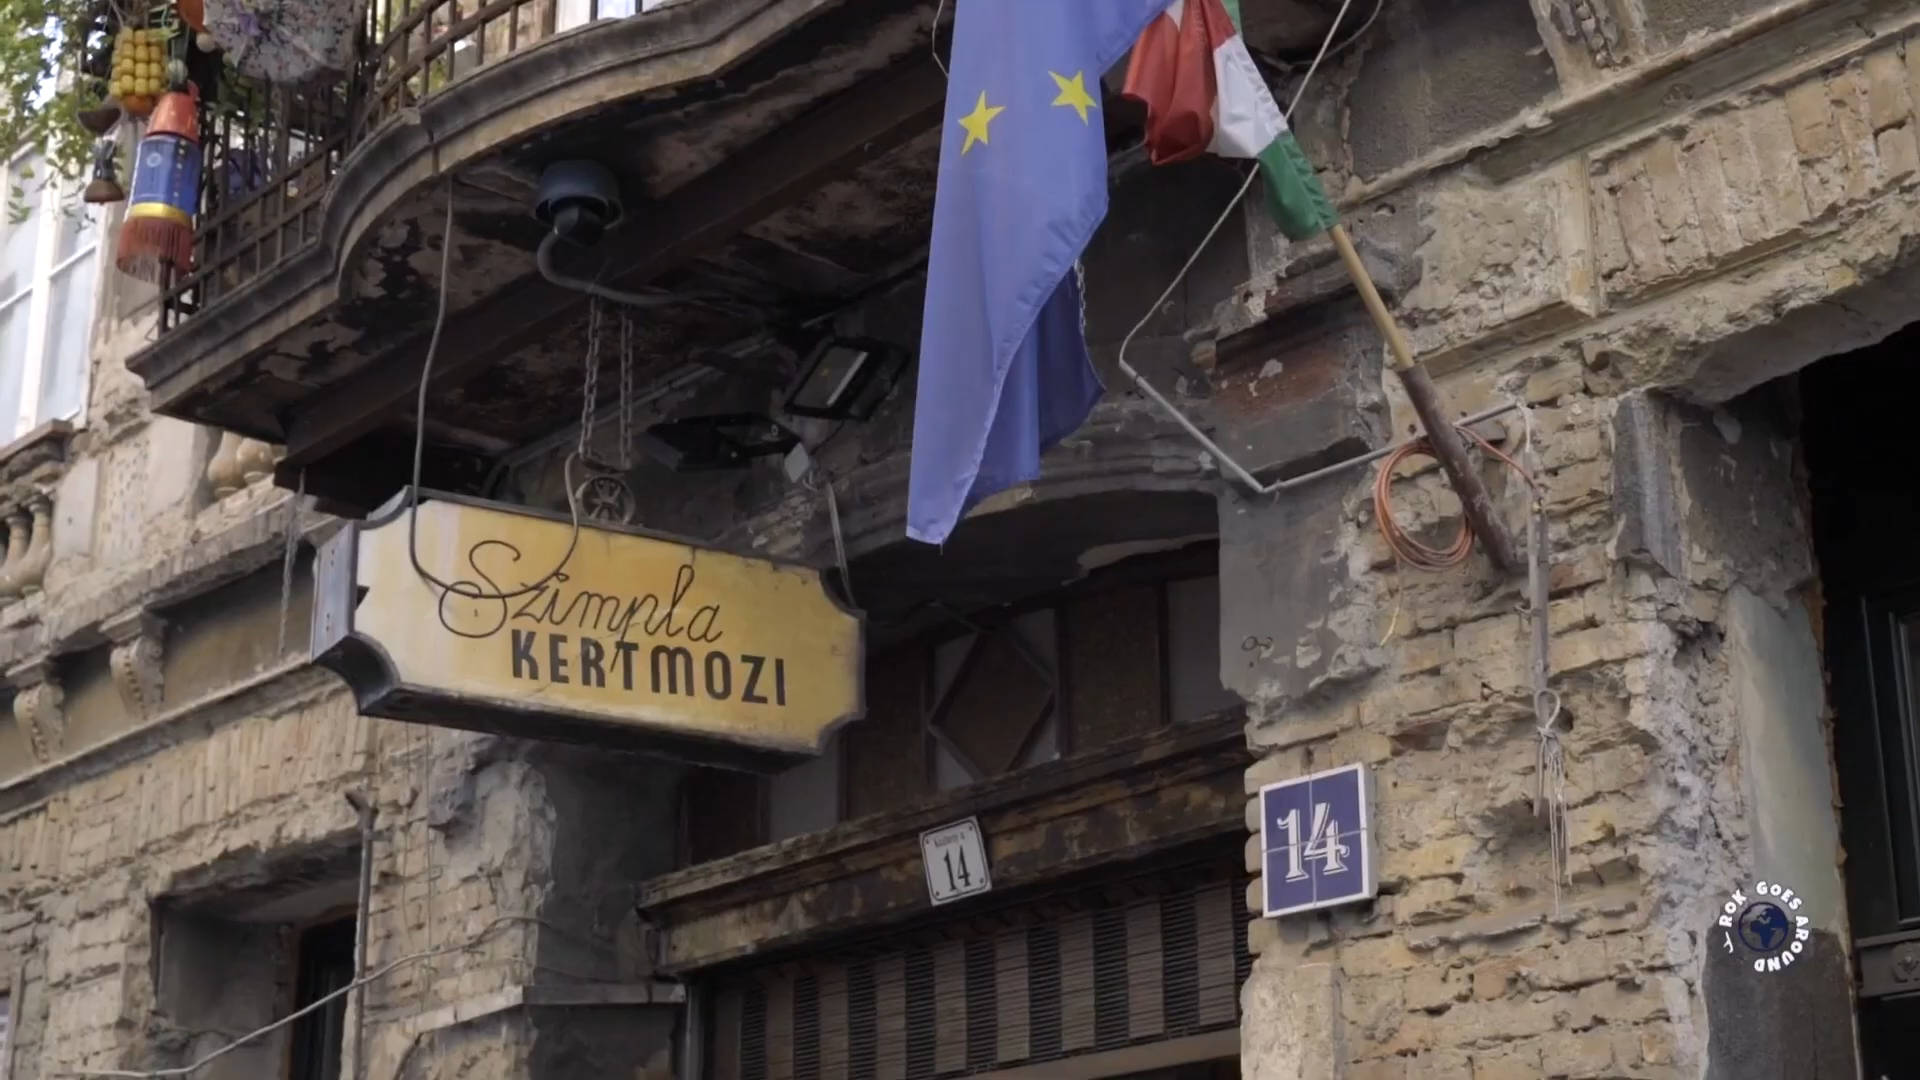 Szimpla
KERTMOZI
14
14
ROK GOES AROUND